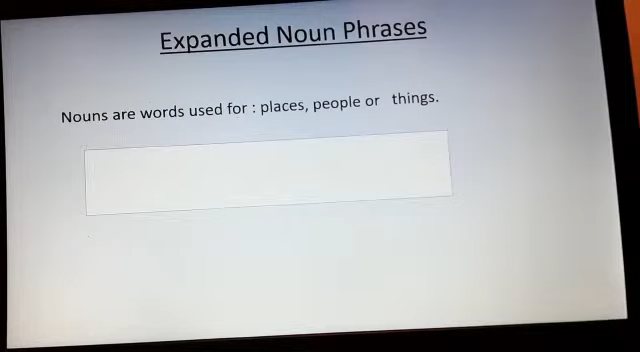 Expanded Noun Phrases
Nouns are words used for : places, people or things.